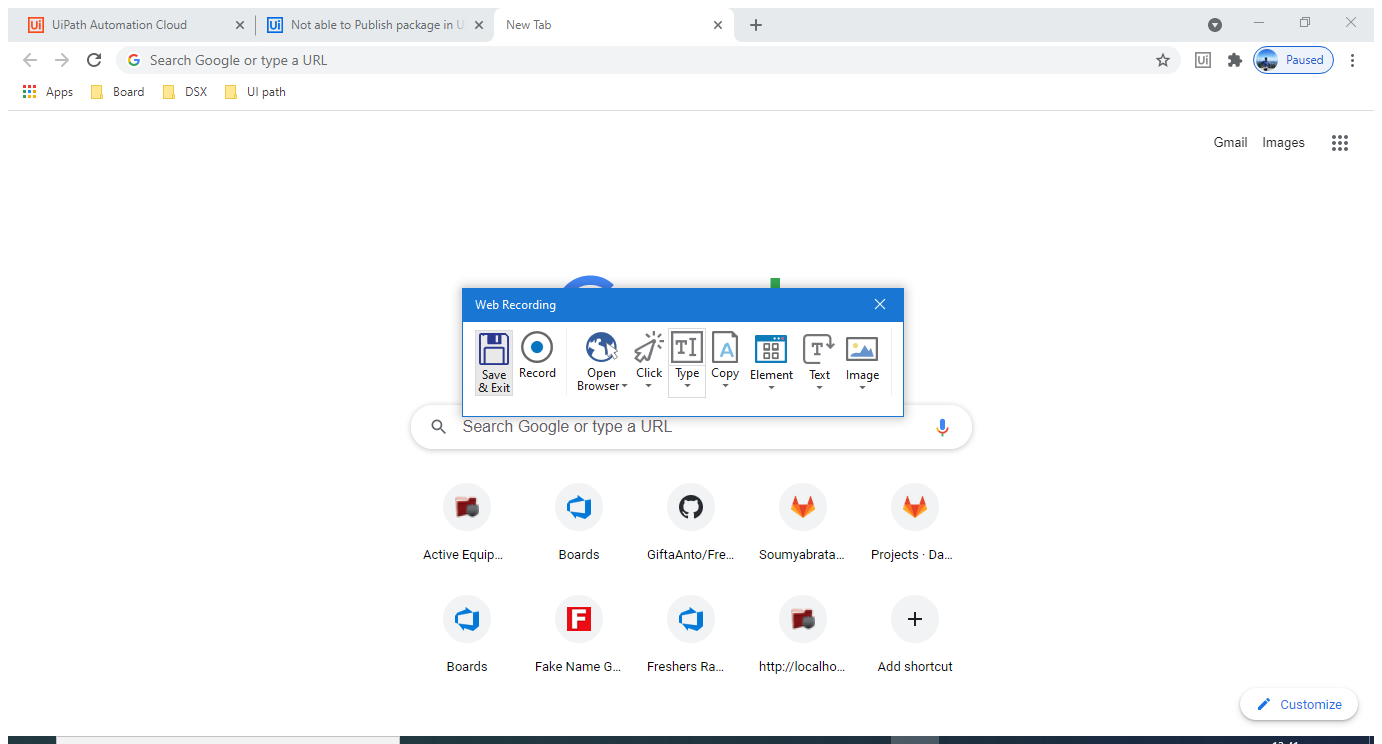 UiPath Automation Cloud
Not able to Publish package in U
New Tab
Search Google or type a URL
Ui
Paused
Apps
Board
DSX
UI path
Gmail
Images
Web Recording
Save & Exit
Record
Open Browser
Click
Type
Copy
Element
Text
Image
Search Google or type a URL
Active Equip...
Boards
GiftaAnto/Fre...
Soumyabrata...
Projects · Da...
Boards
Fake Name G...
Freshers Ra...
http://localho...
Add shortcut
Customize